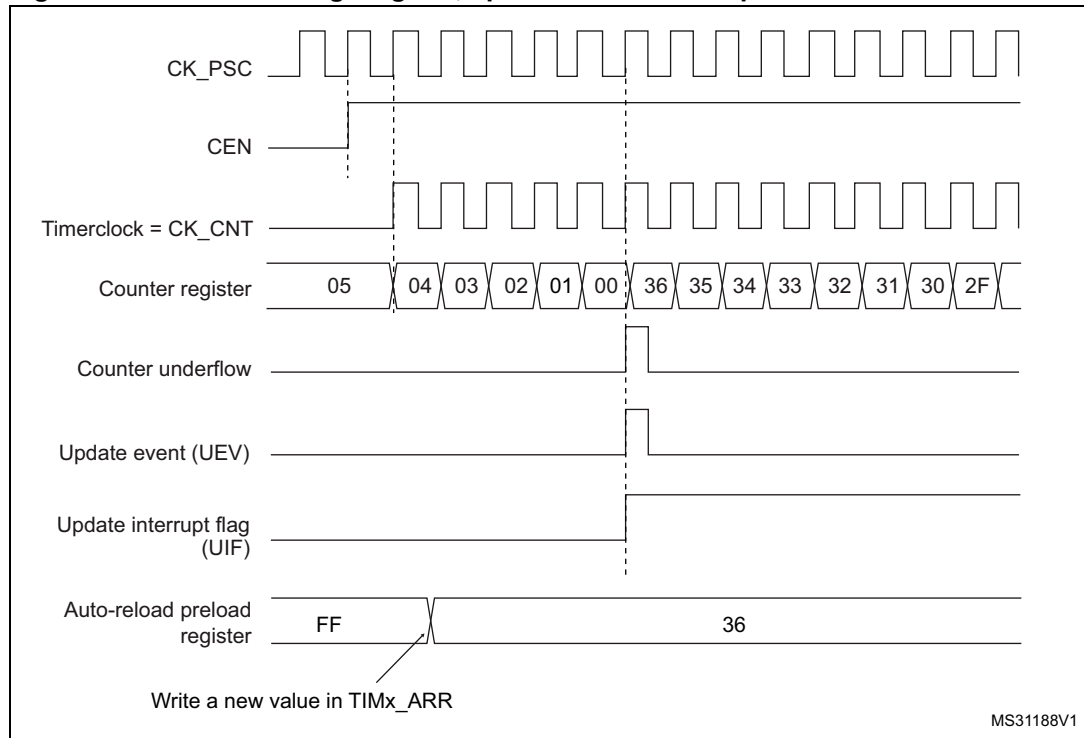 CK_PSC
CEN
Timerclock = CK_CNT
Counter register 05 04 03 02 01 00 36 35 34 33 32 31 30 2F
Counter underflow
Update event (UEV)
Update interrupt flag
(UIF)
Auto-reload preload
register
FF 36
Write a new value in TIMx_ARR
MS31188V1